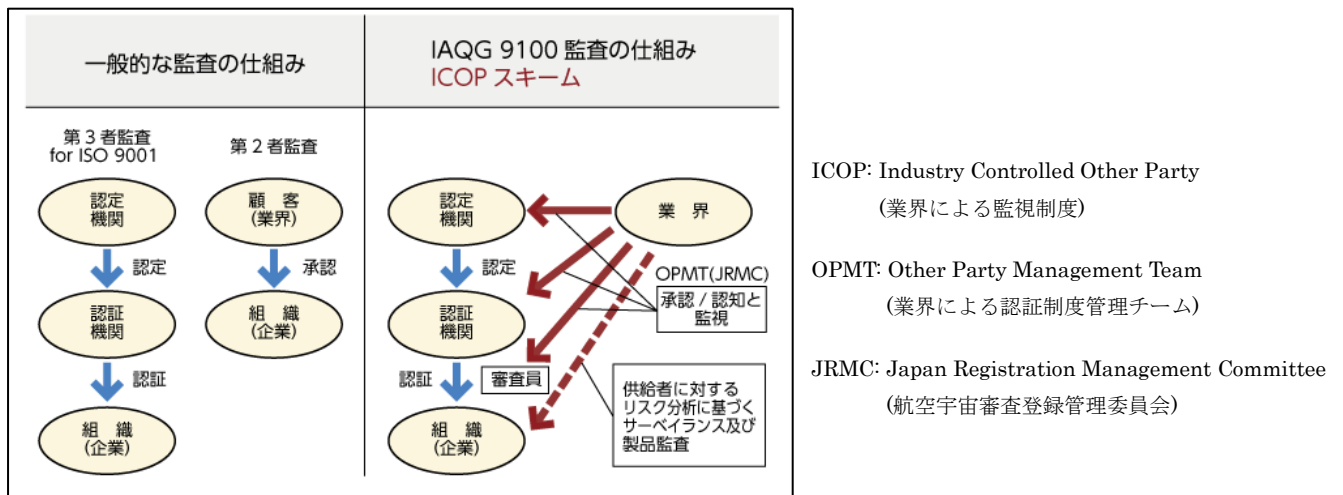 一般的な監査の仕組み
IAQG 9100 監査の仕組み
ICOP スキーム
第3者監査
for ISO 9001
第2者監査
認定
機関
認定
認証
機関
認証
組 織
(企業)
顧 客
(業界)
承認
組 織
(企業)
認定
機関
業 界
認定
OPMT(JRMC)
承認 / 認知と
監視
認証
機関
認証
審査員
組 織
(企業)
供給者に対する
リスク分析に基づく
サーベイランス及び
製品監査
ICOP: Industry Controlled Other Party
(業界による監視制度)
OPMT: Other Party Management Team
(業界による認証制度管理チーム)
JRMC: Japan Registration Management Committee
(航空宇宙審査登録管理委員会)